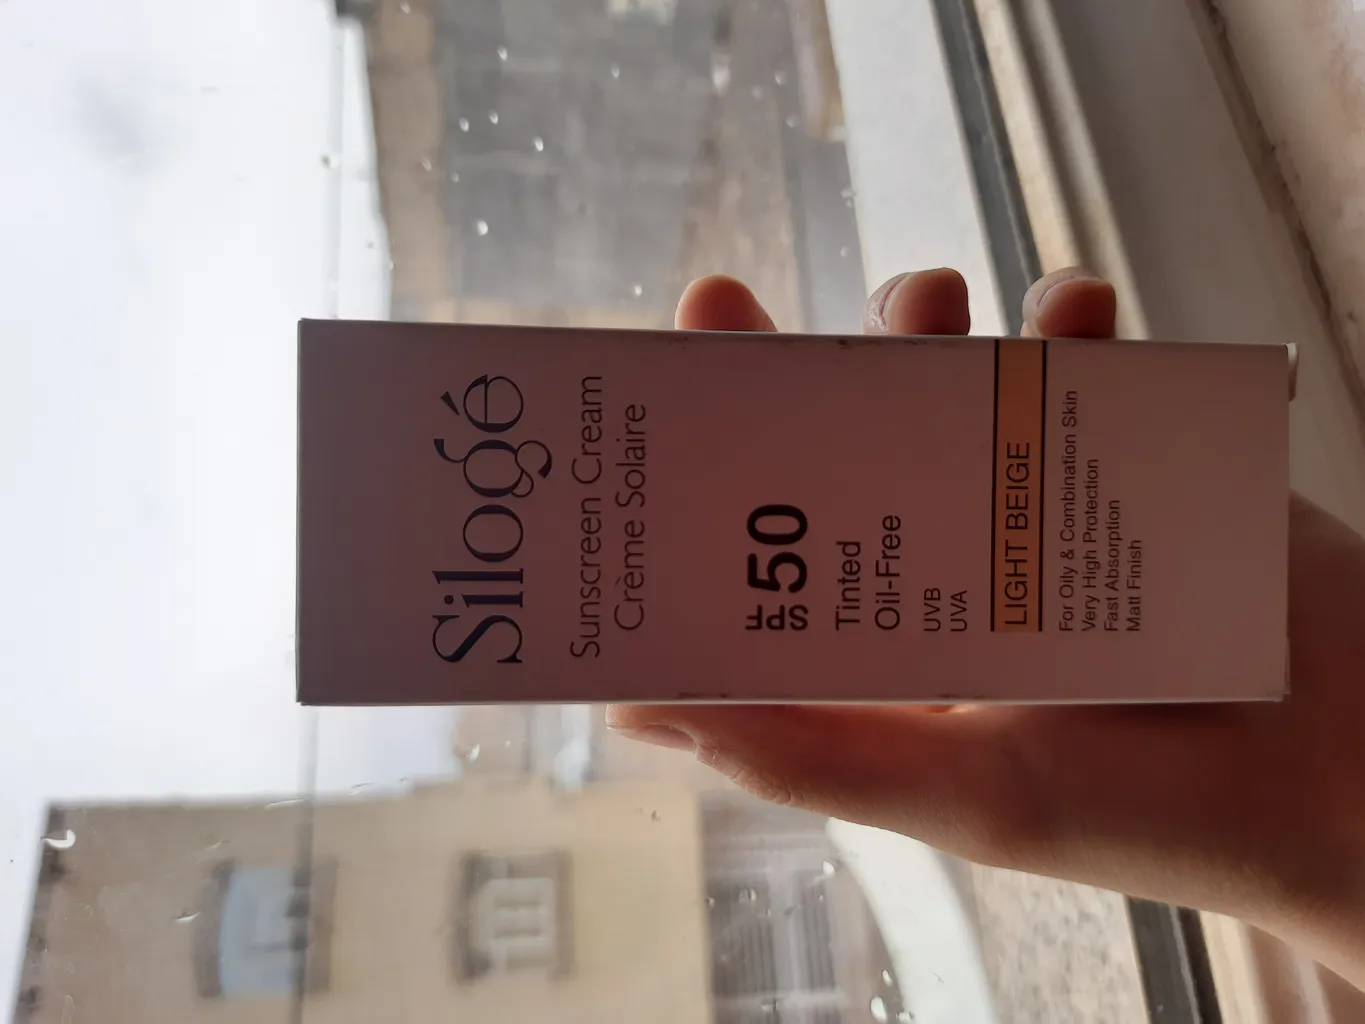 Silogé
Sunscreen Cream
Crème Solaire
SPF 50
Tinted
Oil-Free
UVB
UVA
LIGHT BEIGE
For Oily & Combination Skin
Very High Protection
Fast Absorption
Matt Finish